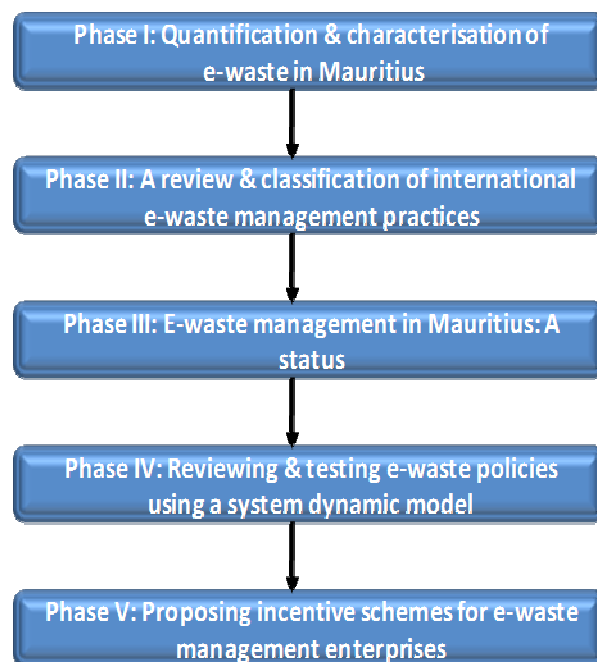 Phase I: Quantification & characterisation of
e-waste in Mauritius
Phase II: A review & classification of international
e-waste management practices
Phase III: E-waste management in Mauritius: A
status
Phase IV: Reviewing & testing e-waste policies
using a system dynamic model
Phase V: Proposing incentive schemes for e-waste
management enterprises